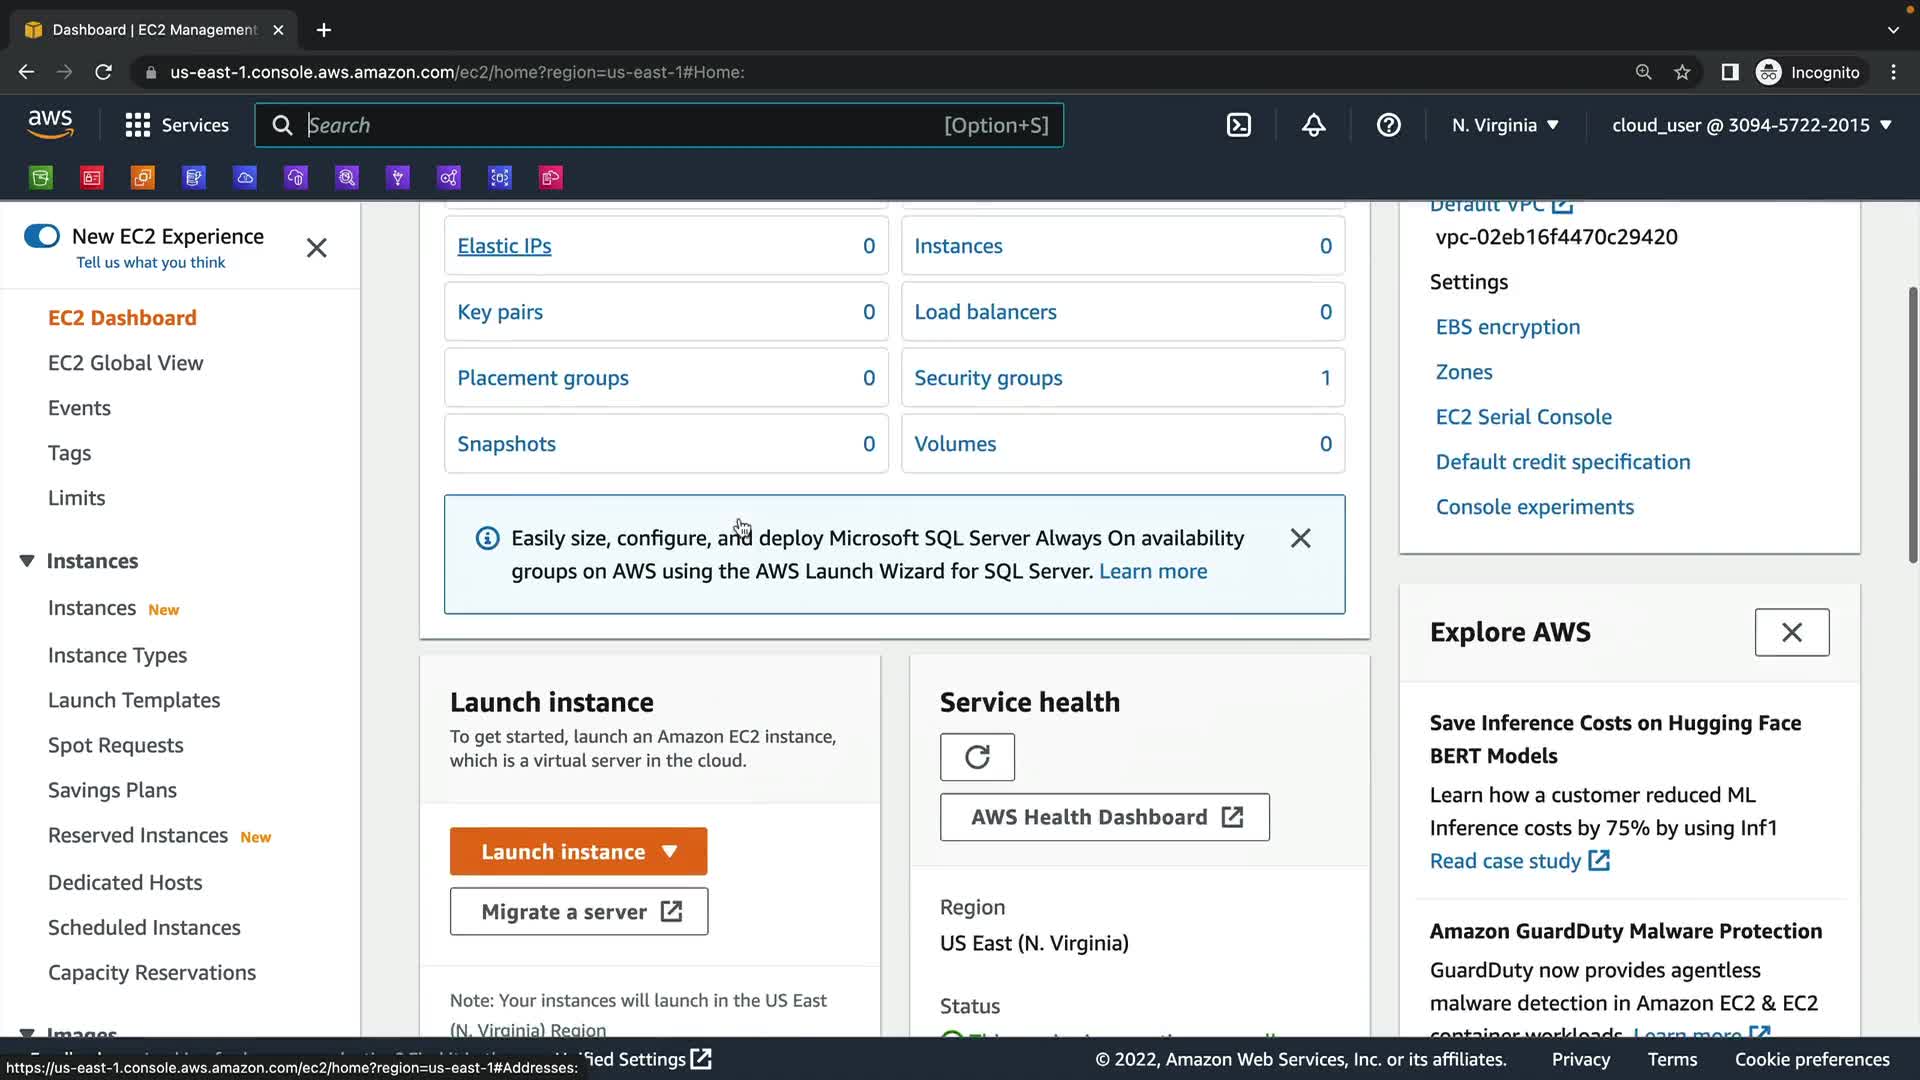 Dashboard | EC2 Management
us-east-1.console.aws.amazon.com/ec2/home?region=us-east-1#Home:
Incognito
aws
Services
Search
[Option+S]
N. Virginia
cloud_user @ 3094-5722-2015
New EC2 Experience
Tell us what you think
EC2 Dashboard
EC2 Global View
Events
Tags
Limits
Instances
Instances New
Instance Types
Launch Templates
Spot Requests
Savings Plans
Reserved Instances New
Dedicated Hosts
Scheduled Instances
Capacity Reservations
Images
Elastic IPs 0
Instances 0
Key pairs 0
Load balancers 0
Placement groups 0
Security groups 1
Snapshots 0
Volumes 0
Easily size, configure, and deploy Microsoft SQL Server Always On availability
groups on AWS using the AWS Launch Wizard for SQL Server. Learn more
Launch instance
To get started, launch an Amazon EC2 instance,
which is a virtual server in the cloud.
Launch instance
Migrate a server
Note: Your instances will launch in the US East
(N. Virginia) Region
Service health
AWS Health Dashboard
Region
US East (N. Virginia)
Status
Default VPC
vpc-02eb16f4470c29420
Settings
EBS encryption
Zones
EC2 Serial Console
Default credit specification
Console experiments
Explore AWS
Save Inference Costs on Hugging Face
BERT Models
Learn how a customer reduced ML
Inference costs by 75% by using Inf1
Read case study
Amazon GuardDuty Malware Protection
GuardDuty now provides agentless
malware detection in Amazon EC2 & EC2
container workloads. Learn more
Settings
© 2022, Amazon Web Services, Inc. or its affiliates.
Privacy
Terms
Cookie preferences
https://us-east-1.console.aws.amazon.com/ec2/home?region=us-east-1#Addresses: